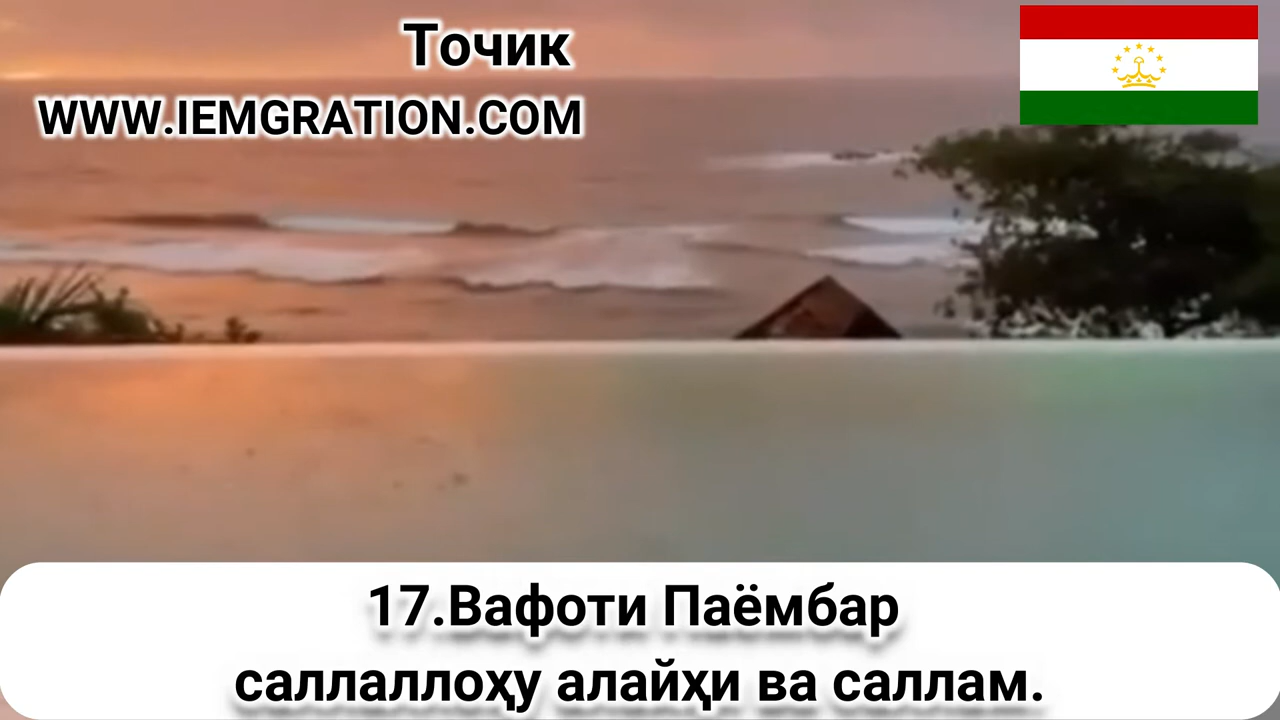 Точик
WWW.IEMGRATION.COM
17.Вафоти Паёмбар
саллаллоҳу алайҳи ва саллам.